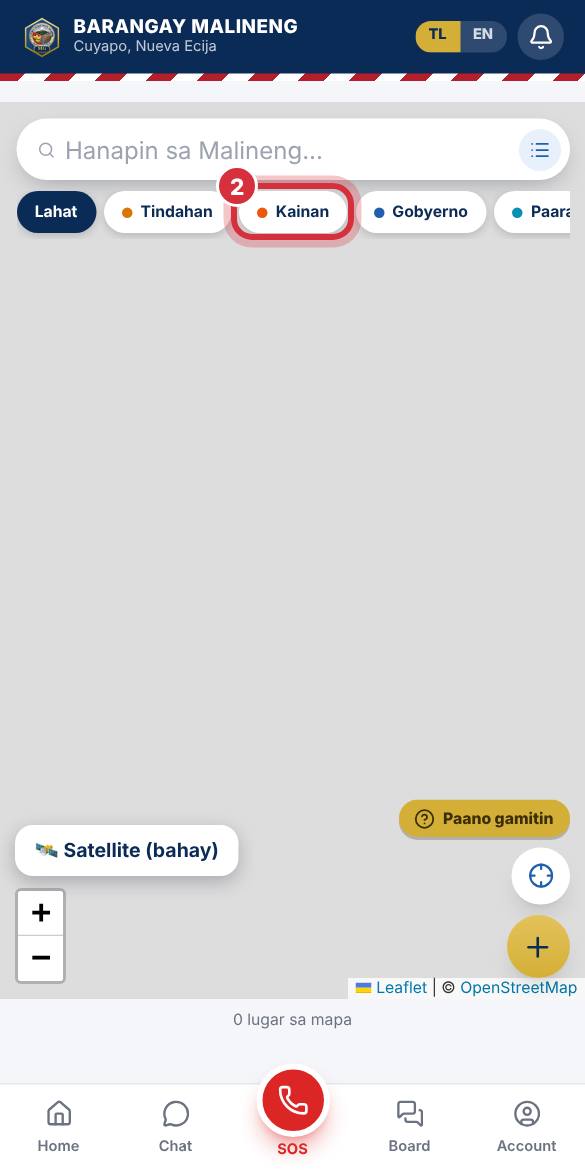 BARANGAY MALINENG
Cuyapo, Nueva Ecija
TL EN
Hanapin sa Malineng...
2
Lahat Tindahan Kainan Gobyerno
Paano gamitin
Satellite (bahay)
+
−
+
Leaflet | © OpenStreetMap
0 lugar sa mapa
Home Chat SOS Board Account